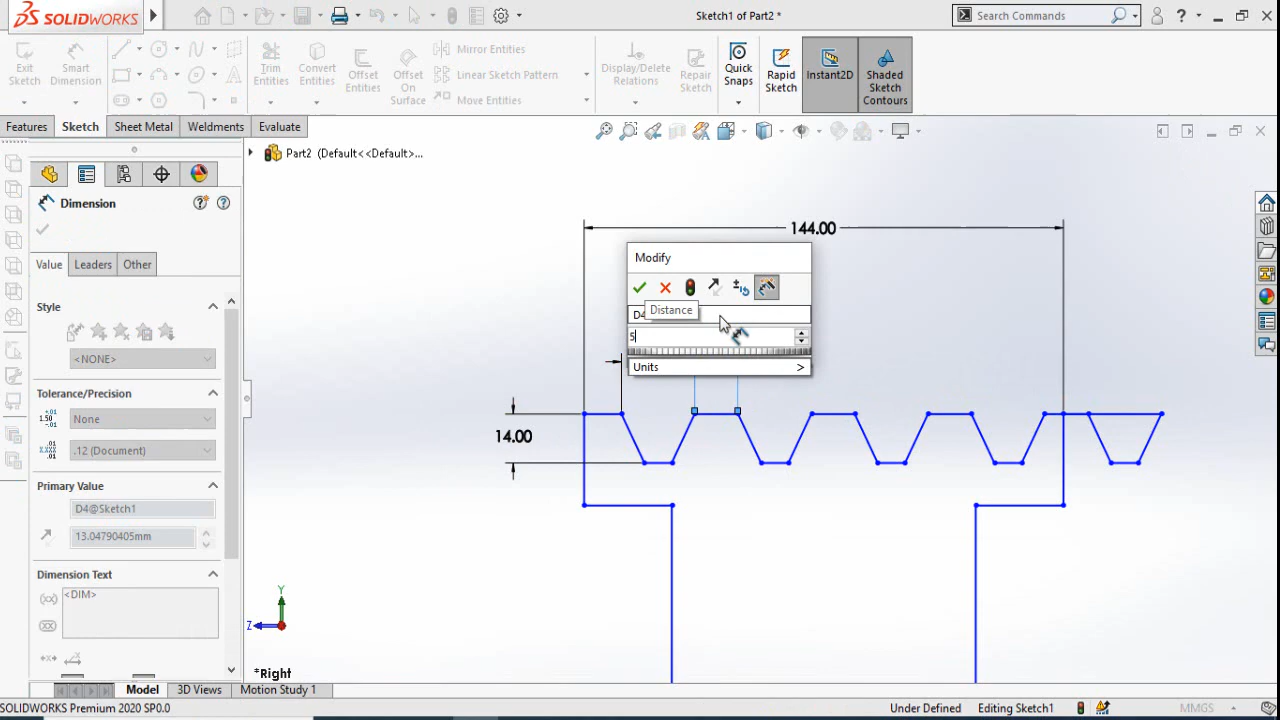 SOLIDWORKS
Sketch1 of Part2 *
Search Commands
Exit
Sketch
Smart
Dimension
Trim
Entities
Convert
Entities
Offset
Entities
Offset
On
Surface
Mirror Entities
Linear Sketch Pattern
Move Entities
Display/Delete
Relations
Repair
Sketch
Quick
Snaps
Rapid
Sketch
Instant2D
Shaded
Sketch
Contours
Features
Sketch
Sheet Metal
Weldments
Evaluate
Part2 (Default<<Default>...
Dimension
Value
Leaders
Other
Style
<NONE>
Tolerance/Precision
None
.12 (Document)
Primary Value
D4@Sketch1
13.04790405mm
Dimension Text
<DIM>
144.00
Modify
D4
Distance
5
Units
14.00
Y
Z
*Right
Model
3D Views
Motion Study 1
SOLIDWORKS Premium 2020 SP0.0
Under Defined
Editing Sketch1
MMGS